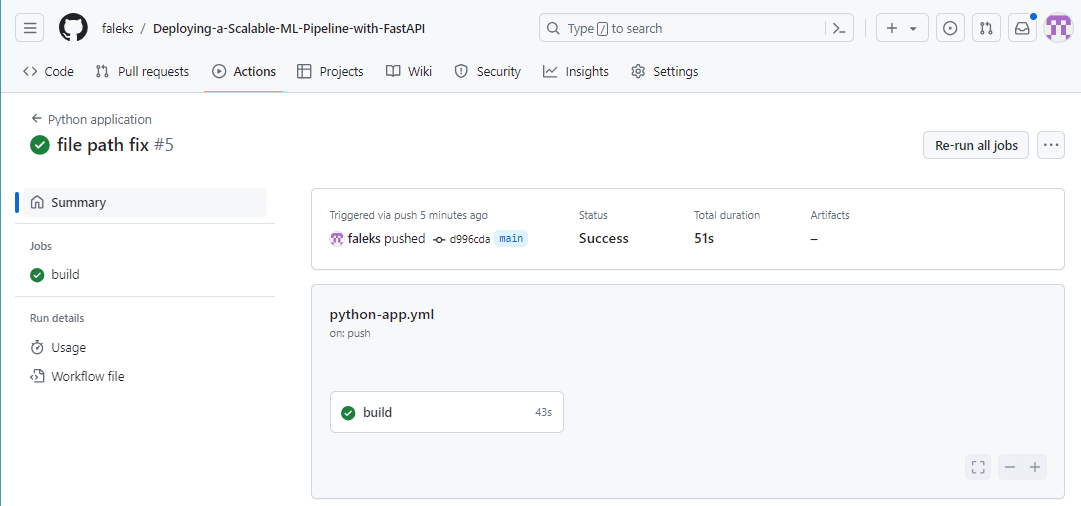 faleks / Deploying-a-Scalable-ML-Pipeline-with-FastAPI
Type / to search
Code
Pull requests
Actions
Projects
Wiki
Security
Insights
Settings
Python application
file path fix #5
Re-run all jobs
Summary
Jobs
build
Run details
Usage
Workflow file
Triggered via push 5 minutes ago
faleks pushed d996cda main
Status
Success
Total duration
51s
Artifacts
–
python-app.yml
on: push
build 43s